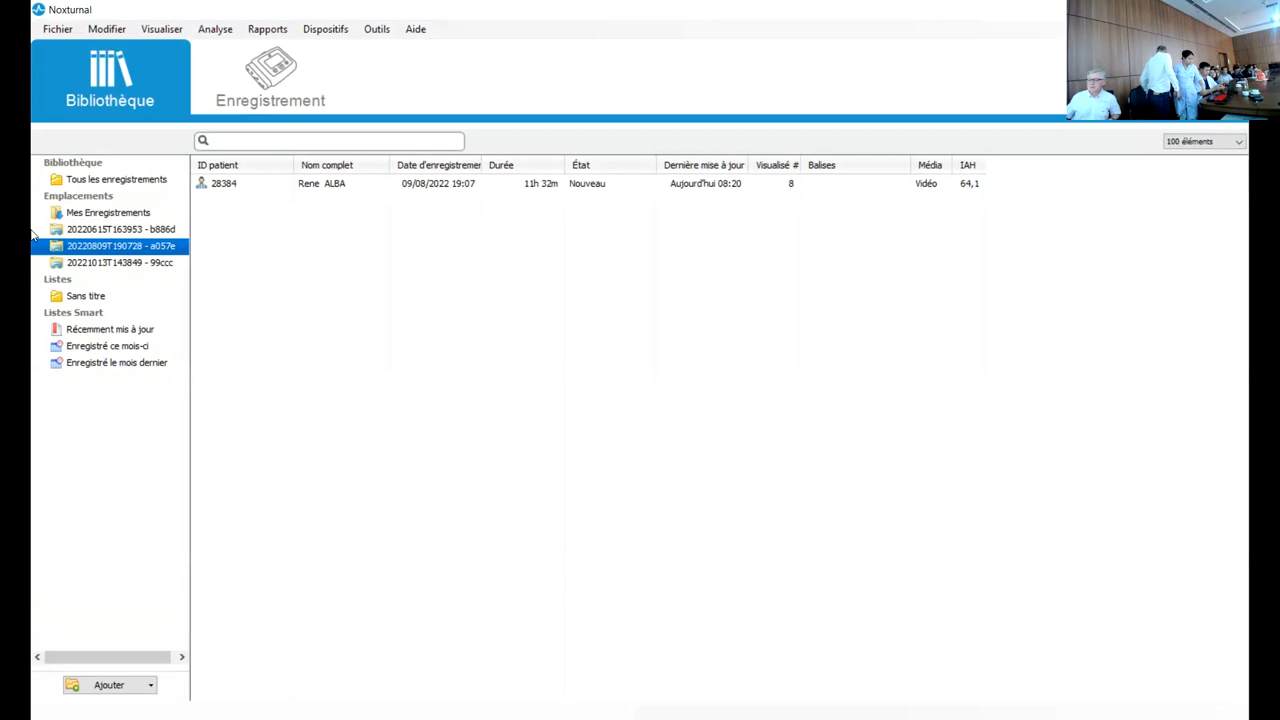 Noxturnal
Fichier Modifier Visualiser Analyse Rapports Dispositifs Outils Aide
Bibliothèque
Enregistrement
100 éléments
Bibliothèque
Tous les enregistrements
Emplacements
Mes Enregistrements
20220615T163953 - b886d
20220809T190728 - a057e
20221013T143849 - 99ccc
Listes
Sans titre
Listes Smart
Récemment mis à jour
Enregistré ce mois-ci
Enregistré le mois dernier
Ajouter
ID patient Nom complet Date d'enregistremer Durée État Dernière mise à jour Visualisé # Balises Média IAH
28384 Rene ALBA 09/08/2022 19:07 11h 32m Nouveau Aujourd'hui 08:20 8 Vidéo 64,1